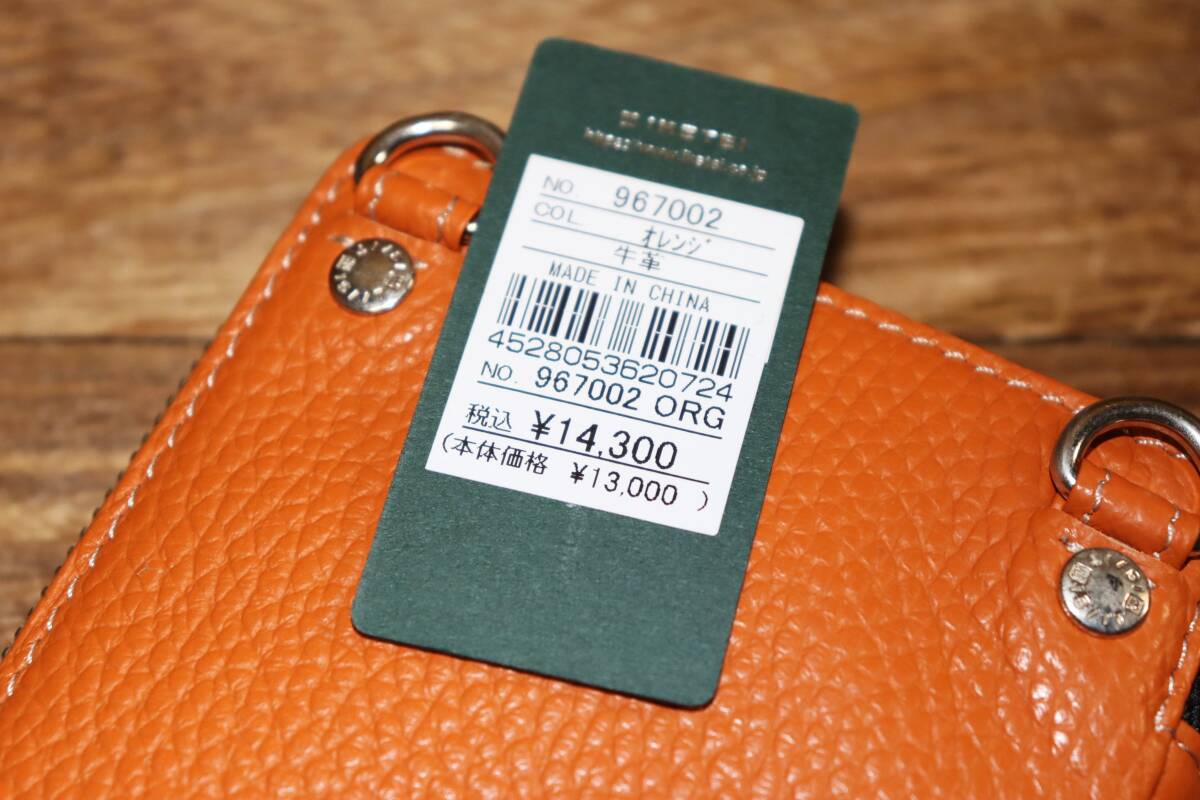 NO. 967002
COL. ｵﾚﾝｼﾞ
牛革
MADE IN CHINA
4528053620724
NO. 967002 ORG
税込 ¥14,300
(本体価格 ¥13,000 )